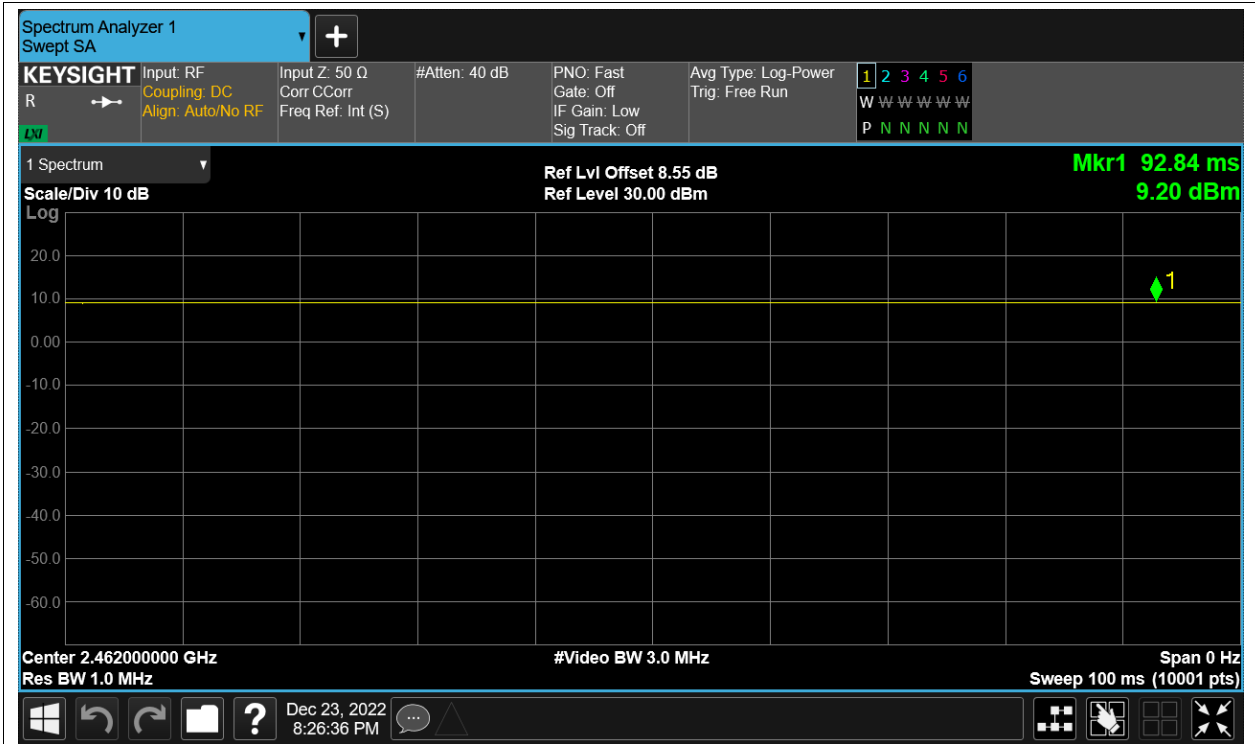 Spectrum Analyzer 1
Swept SA
KEYSIGHT
R
LXI
Input: RF
Coupling: DC
Align: Auto/No RF
Input Z: 50 Ω
Corr CCorr
Freq Ref: Int (S)
#Atten: 40 dB
PNO: Fast
Gate: Off
IF Gain: Low
Sig Track: Off
Avg Type: Log-Power
Trig: Free Run
1 2 3 4 5 6
W W W W W W
P N N N N N
1 Spectrum
Scale/Div 10 dB
Log
Ref Lvl Offset 8.55 dB
Ref Level 30.00 dBm
Mkr1 92.84 ms
9.20 dBm
20.0
10.0
0.00
-10.0
-20.0
-30.0
-40.0
-50.0
-60.0
1
Center 2.462000000 GHz
Res BW 1.0 MHz
#Video BW 3.0 MHz
Span 0 Hz
Sweep 100 ms (10001 pts)
?
Dec 23, 2022
8:26:36 PM